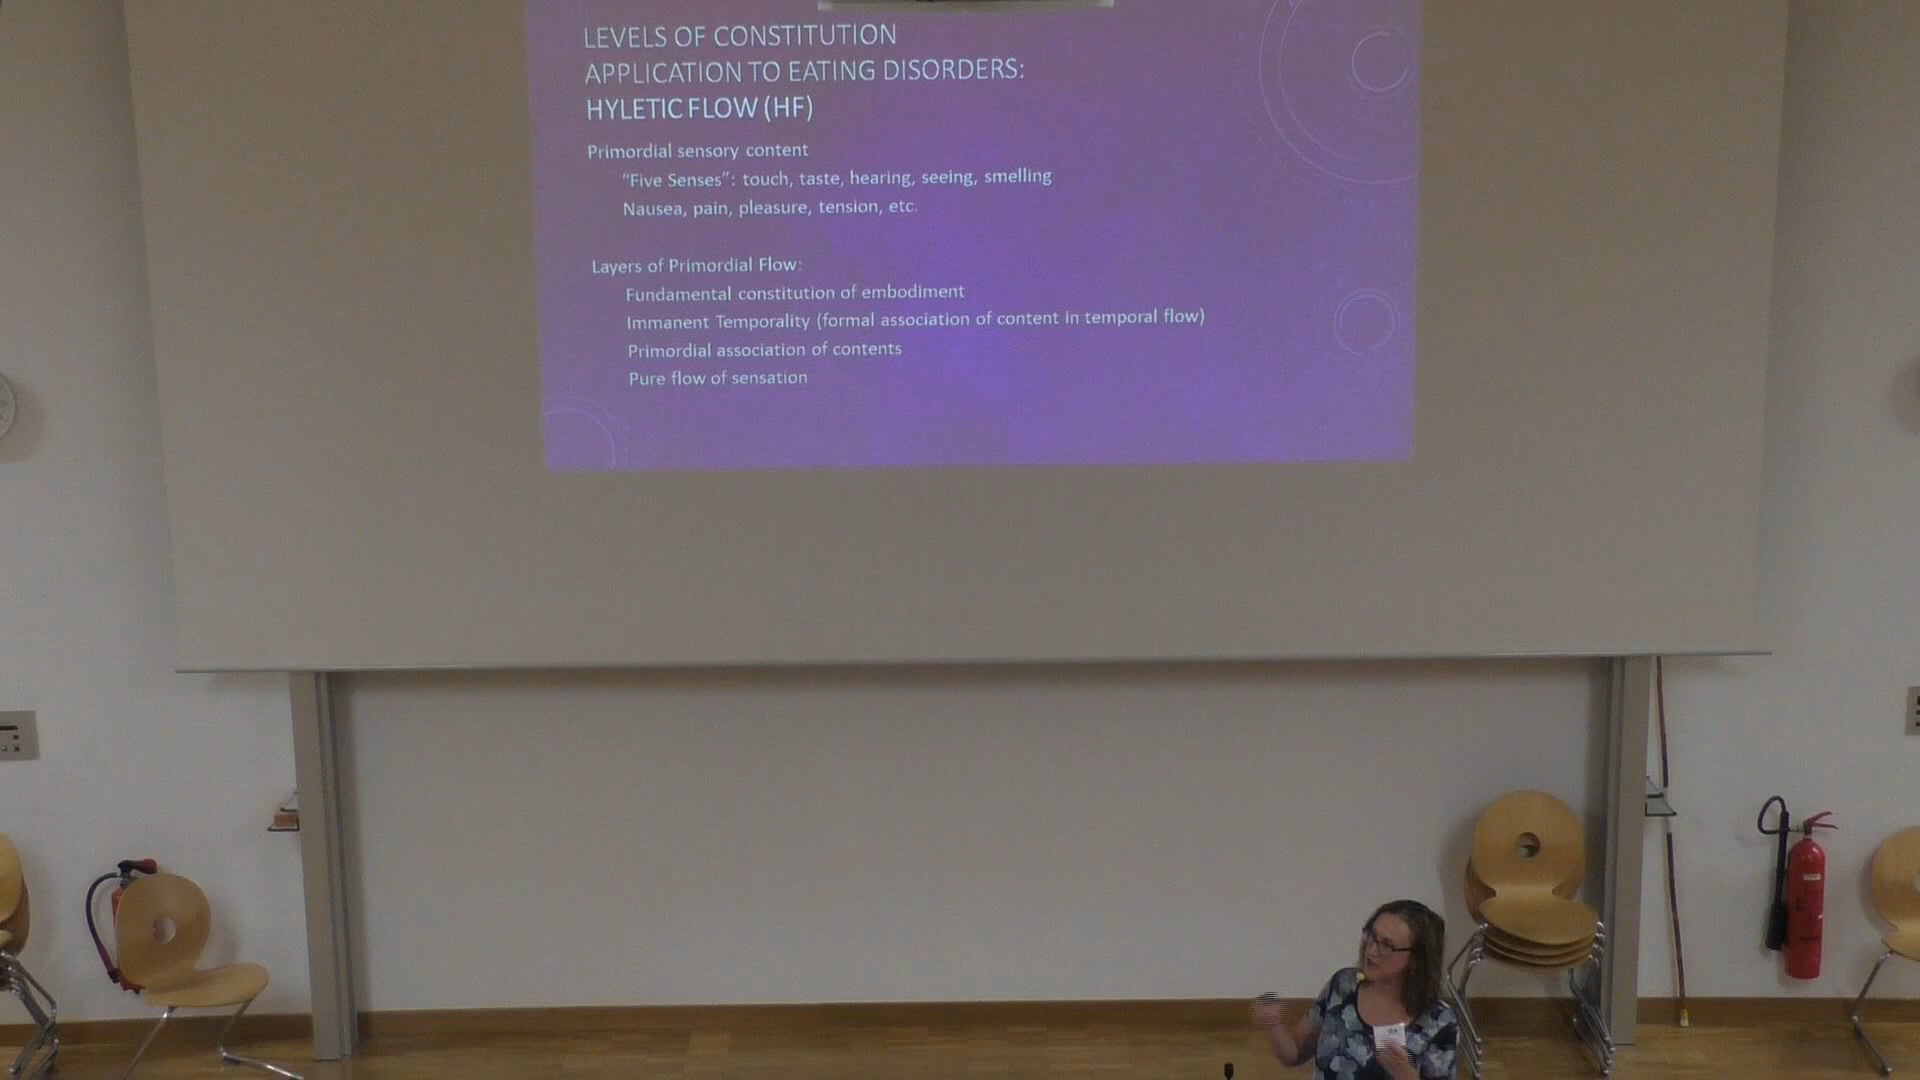 LEVELS OF CONSTITUTION
APPLICATION TO EATING DISORDERS:
HYLETIC FLOW (HF)
Primordial sensory content
"Five Senses": touch, taste, hearing, seeing, smelling
Nausea, pain, pleasure, tension, etc.
Layers of Primordial Flow:
Fundamental constitution of embodiment
Immanent Temporality (formal association of content in temporal flow)
Primordial association of contents
Pure flow of sensation